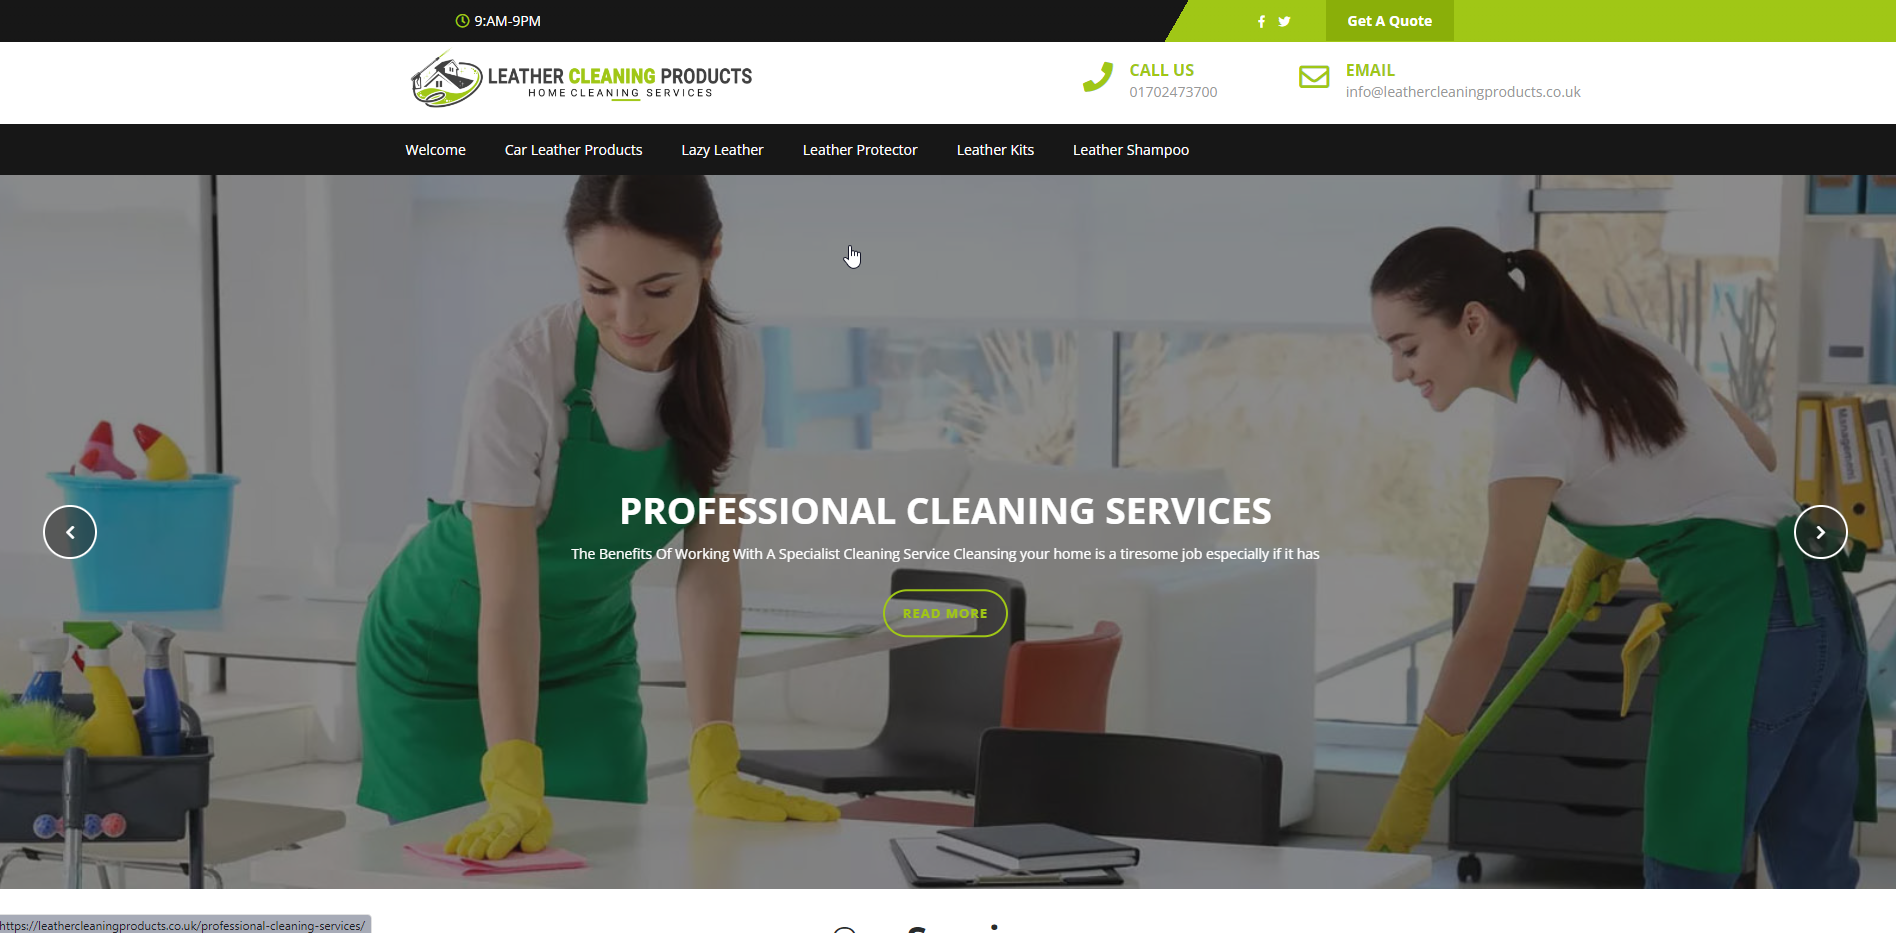 9:AM-9PM
Get A Quote
LEATHER CLEANING PRODUCTS
HOME CLEANING SERVICES
CALL US
01702473700
EMAIL
info@leathercleaningproducts.co.uk
Welcome
Car Leather Products
Lazy Leather
Leather Protector
Leather Kits
Leather Shampoo
PROFESSIONAL CLEANING SERVICES
The Benefits Of Working With A Specialist Cleaning Service Cleansing your home is a tiresome job especially if it has
READ MORE
https://leathercleaningproducts.co.uk/professional-cleaning-services/